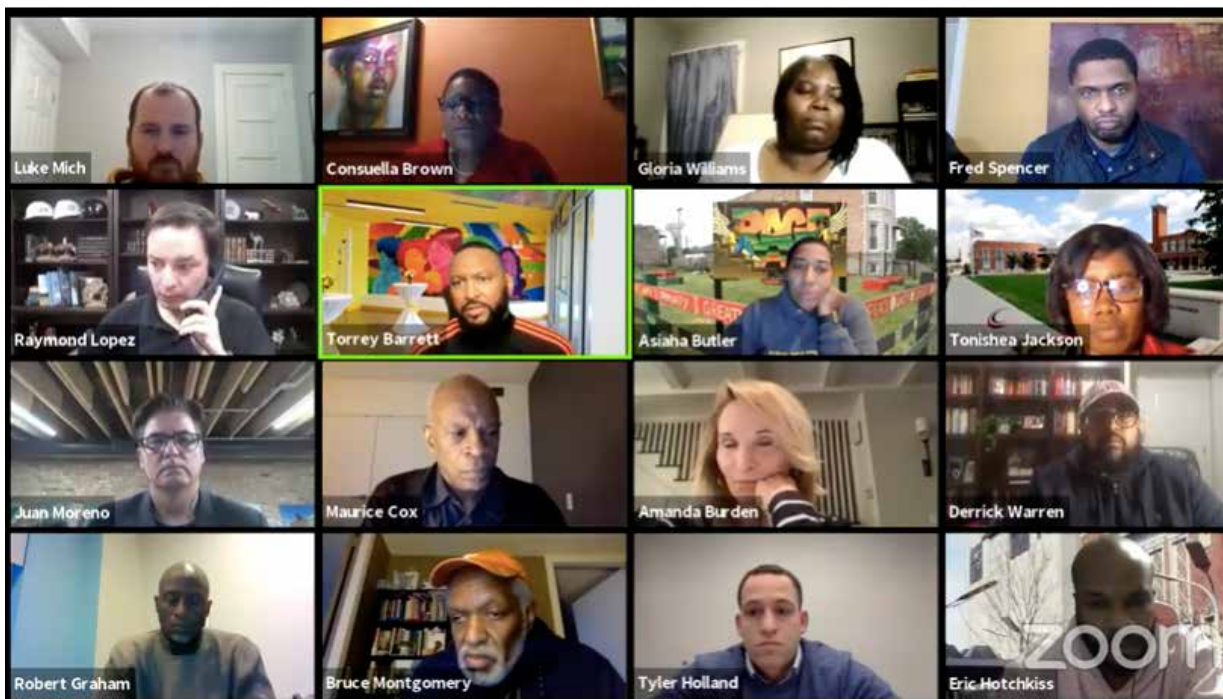 Luke Mich
Consuella Brown
Gloria Williams
Fred Spencer
Raymond Lopez
Torrey Barrett
Asiaha Butler
Tonishea Jackson
GREAT
Juan Moreno
Maurice Cox
Amanda Burden
Derrick Warren
Robert Graham
Bruce Montgomery
Tyler Holland
Eric Hotchkiss
zoom